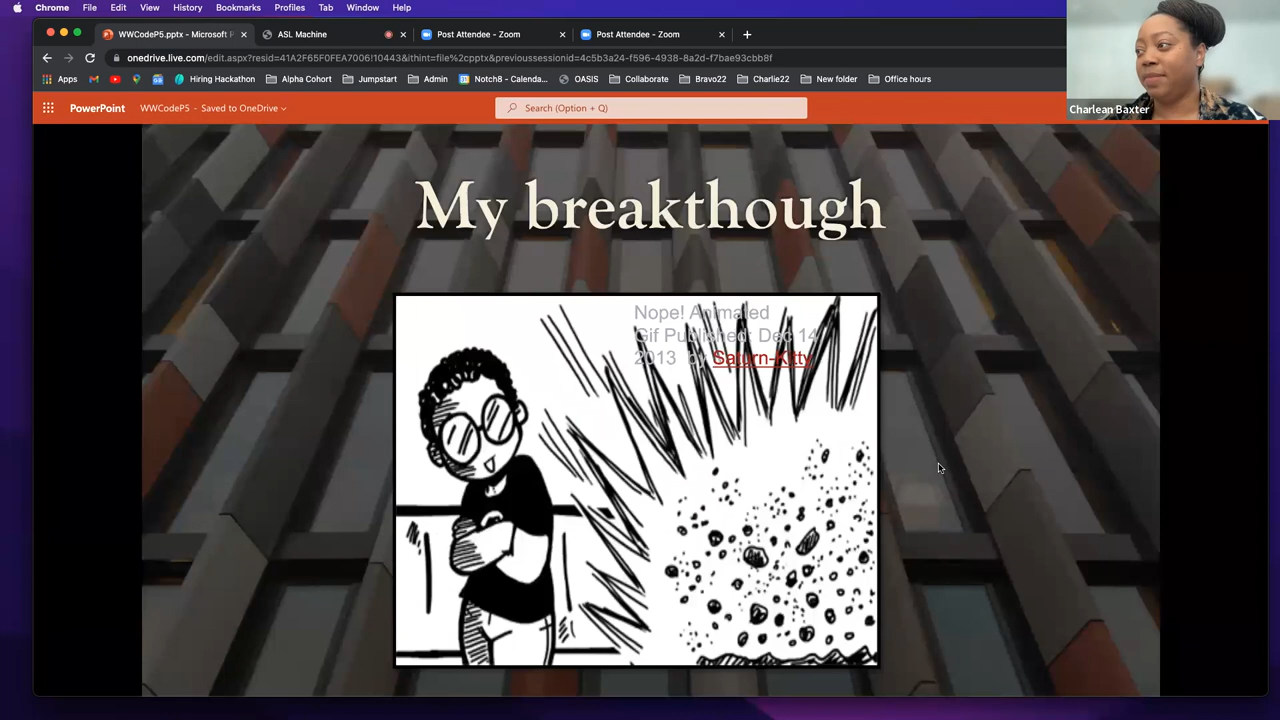 Chrome File Edit View History Bookmarks Profiles Tab Window Help
WWCodeP5.pptx - Microsoft P ASL Machine Post Attendee - Zoom Post Attendee - Zoom
onedrive.live.com/edit.aspx?resid=41A2F65F0FEA7006!10443&ithint=file%2cpptx&wdprevioussessionid=4c5b3a24-f596-4938-8a2d-f7bae93cbb8f
Apps Hiring Hackathon Alpha Cohort Jumpstart Admin Notch8 - Calenda... OASIS Collaborate Bravo22 Charlie22 New folder Office hours
PowerPoint WWCodeP5 - Saved to OneDrive Search (Option + Q)
Charlean Baxter
My breakthough
Nope! Animated
Gif Published: Dec 14
2013 by Saturn-Kitty